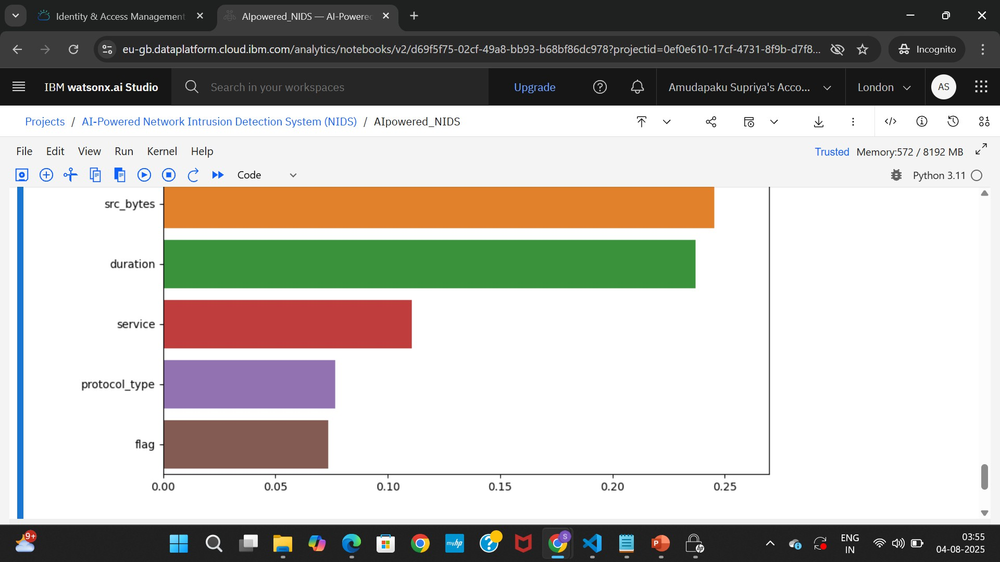 Identity & Access Management
AIpowered_NIDS — AI-Powerec
eu-gb.dataplatform.cloud.ibm.com/analytics/notebooks/v2/d69f5f75-02cf-49a8-bb93-b68bf86dc978?projectid=0ef0e610-17cf-4731-8f9b-d7f8...
Incognito
IBM watsonx.ai Studio
Search in your workspaces
Upgrade
Amudapaku Supriya's Acco...
London
AS
Projects / AI-Powered Network Intrusion Detection System (NIDS) / AIpowered_NIDS
File Edit View Run Kernel Help
Trusted Memory:572 / 8192 MB
Code
Python 3.11
src_bytes
duration
service
protocol_type
flag
0.00 0.05 0.10 0.15 0.20 0.25
9+
myhp
S
ENG
IN
03:55
04-08-2025